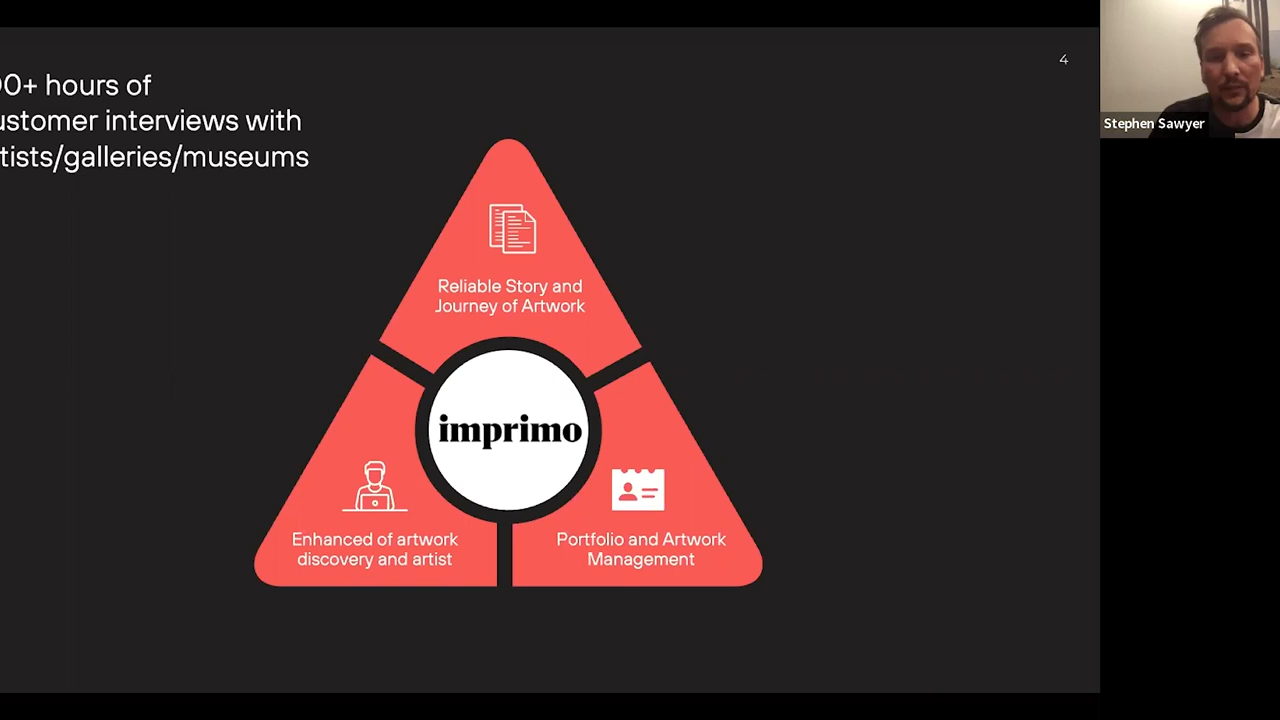 0+ hours of
ustomer interviews with
tists/galleries/museums
4
Stephen Sawyer
Reliable Story and
Journey of Artwork
imprimo
Enhanced of artwork
discovery and artist
Portfolio and Artwork
Management